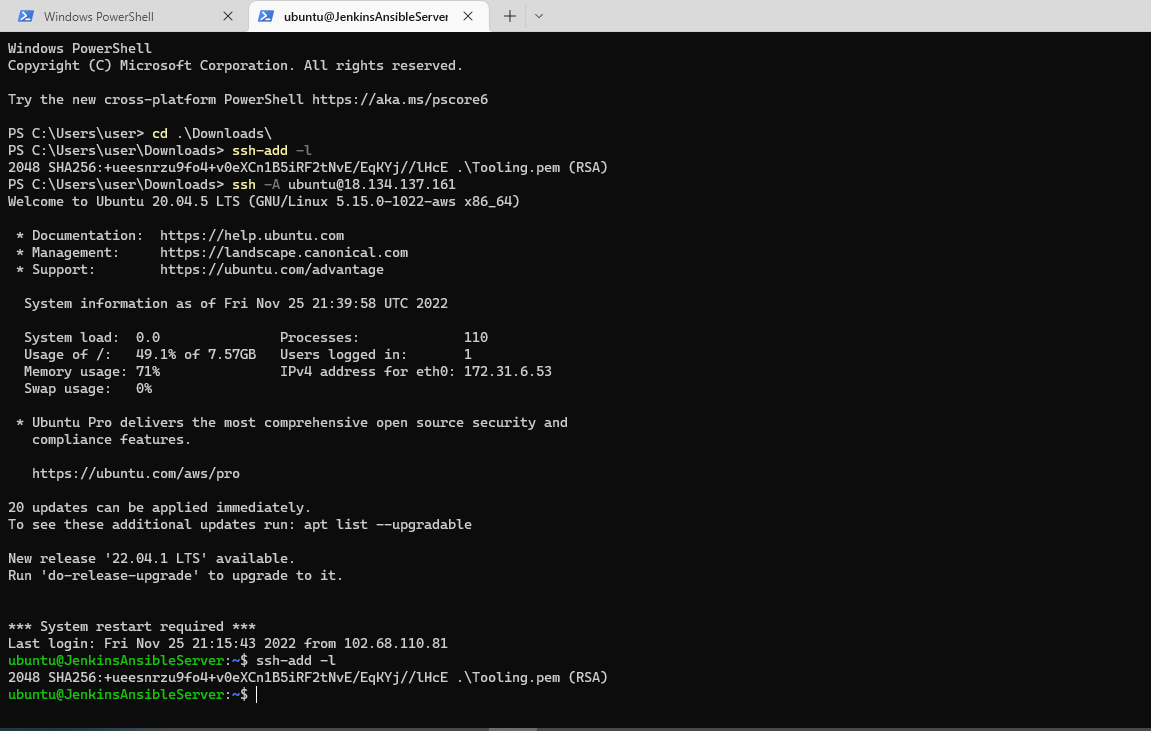 Windows PowerShell
ubuntu@JenkinsAnsibleServer
Windows PowerShell
Copyright (C) Microsoft Corporation. All rights reserved.
Try the new cross-platform PowerShell https://aka.ms/pscore6
PS C:\Users\user> cd .\Downloads\
PS C:\Users\user\Downloads> ssh-add -l
2048 SHA256:+ueesnrzu9fo4+v0eXCn1B5iRF2tNvE/EqKYj//lHcE .\Tooling.pem (RSA)
PS C:\Users\user\Downloads> ssh -A ubuntu@18.134.137.161
Welcome to Ubuntu 20.04.5 LTS (GNU/Linux 5.15.0-1022-aws x86_64)
* Documentation:  https://help.ubuntu.com
* Management:     https://landscape.canonical.com
* Support:        https://ubuntu.com/advantage
System information as of Fri Nov 25 21:39:58 UTC 2022
System load:  0.0               Processes:             110
Usage of /:   49.1% of 7.57GB   Users logged in:       1
Memory usage: 71%               IPv4 address for eth0: 172.31.6.53
Swap usage:   0%
* Ubuntu Pro delivers the most comprehensive open source security and
compliance features.
https://ubuntu.com/aws/pro
20 updates can be applied immediately.
To see these additional updates run: apt list --upgradable
New release '22.04.1 LTS' available.
Run 'do-release-upgrade' to upgrade to it.
*** System restart required ***
Last login: Fri Nov 25 21:15:43 2022 from 102.68.110.81
ubuntu@JenkinsAnsibleServer:~$ ssh-add -l
2048 SHA256:+ueesnrzu9fo4+v0eXCn1B5iRF2tNvE/EqKYj//lHcE .\Tooling.pem (RSA)
ubuntu@JenkinsAnsibleServer:~$